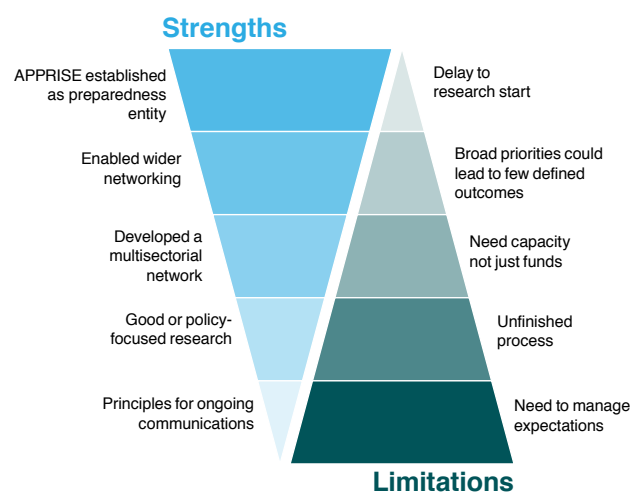 Strengths
APPRISE established
as preparedness
entity
Enabled wider
networking
Developed a
multisectorial
network
Good or policy-
focused research
Principles for ongoing
communications
Delay to
research start
Broad priorities could
lead to few defined
outcomes
Need capacity
not just funds
Unfinished
process
Need to manage
expectations
Limitations